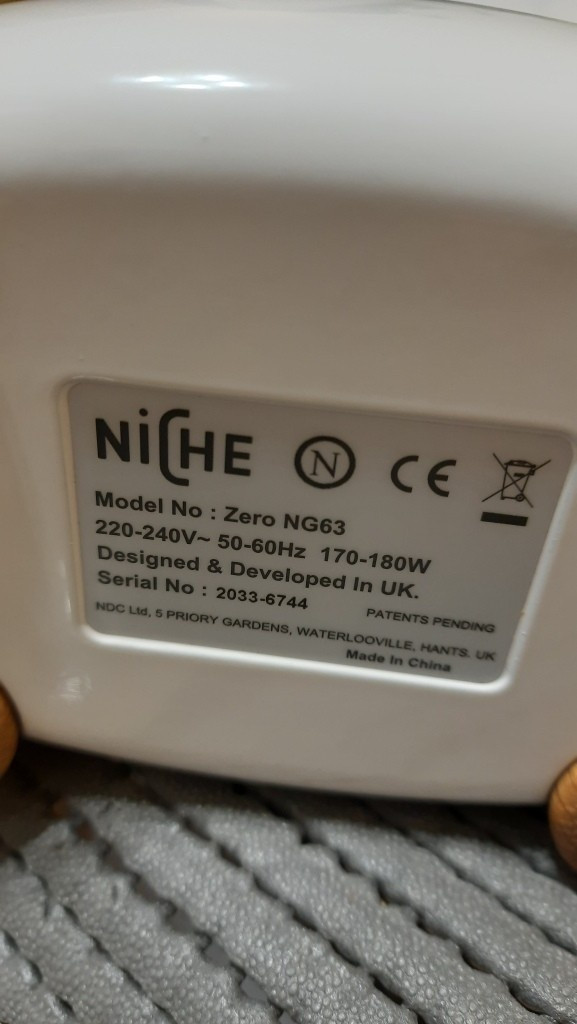 NiCHE N CE
Model No : Zero NG63
220-240V~ 50-60Hz 170-180W
Designed & Developed In UK.
Serial No : 2033-6744
PATENTS PENDING
NDC Ltd, 5 PRIORY GARDENS, WATERLOOVILLE, HANTS. UK
Made In China